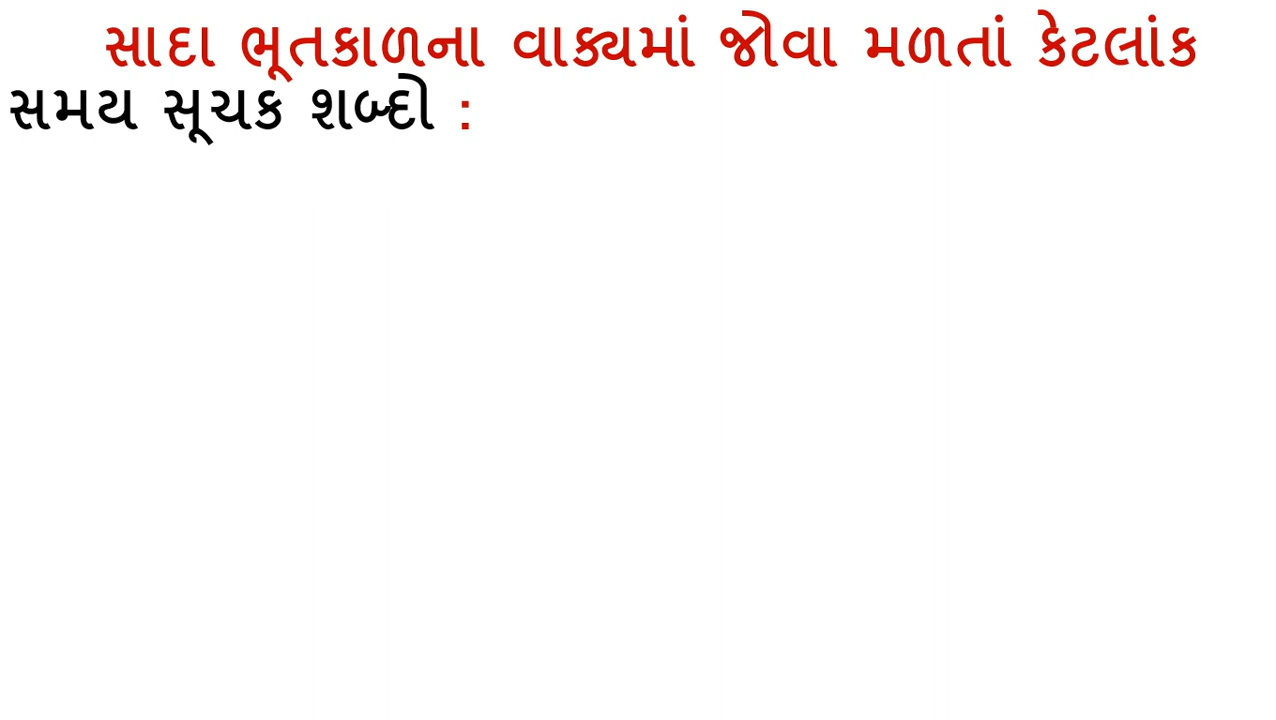 સાદા ભૂતકાળના વાક્યમાં જોવા મળતાં કેટલાંક
સમય સૂચક શબ્દો :